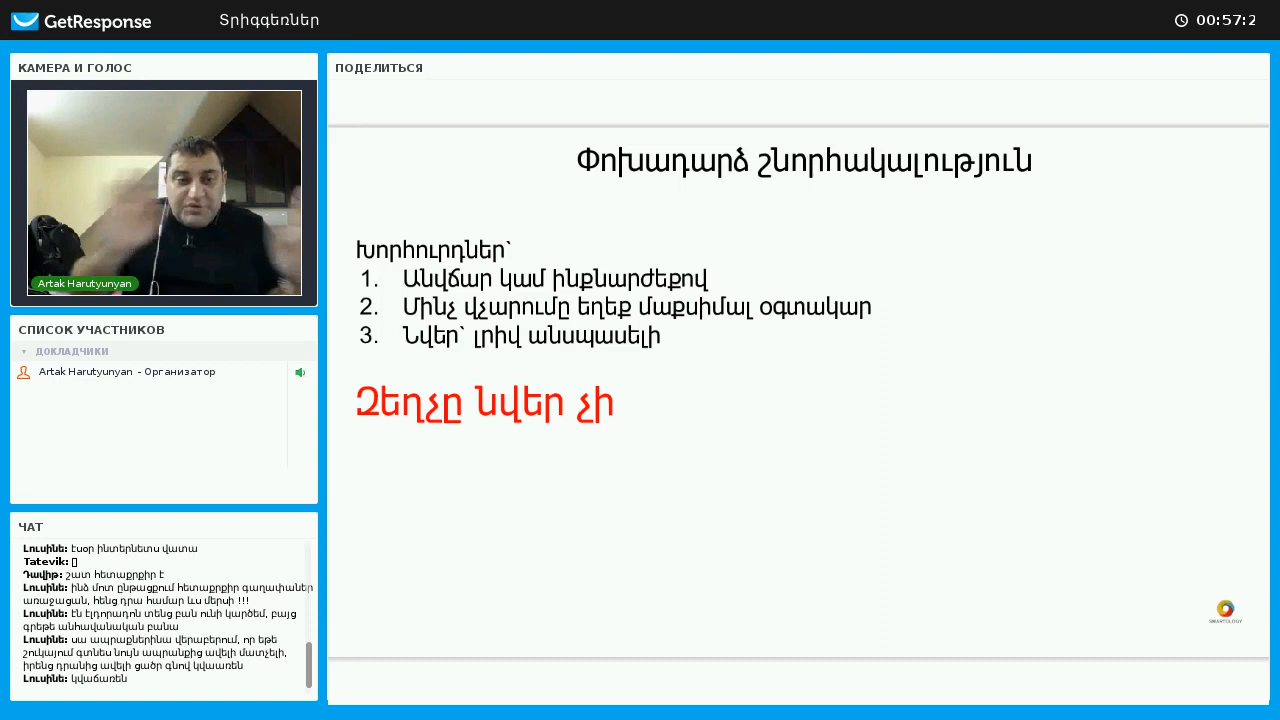 GetResponse
Տրիգգեռներ
00:57:2
КАМЕРА И ГОЛОС
Artak Harutyunyan
СПИСОК УЧАСТНИКОВ
ДОКЛАДЧИКИ
Artak Harutyunyan - Организатор
ЧАТ
Լուսինե: էսօր ինտերնետս վատա
Tatevik:
Դավիթ: շատ հետաքրքիր է
Լուսինե: ինձ մոտ ընթացքում հետաքրքիր գաղափաներ
առաջացան, հենց դրա համար ևս մերսի !!!
Լուսինե: էն էլդորադոն տենց բան ունի կարծեմ, բայց
գրեթե անհավանական բանա
Լուսինե: սա ապրաքներինա վերաբերում, որ եթե
շուկայում գտնես նույն ապրանքից ավելի մատչելի,
իրենց դրանից ավելի ցածր գնով կվաառեն
Լուսինե: կվաճառեն
ПОДЕЛИТЬСЯ
Փոխադարձ շնորհակալություն
Խորհուրդներ՝
1. Անվճար կամ ինքնարժեքով
2. Մինչ վչարումը եղեք մաքսիմալ օգտակար
3. Նվեր՝ լրիվ անսպասելի
Զեղչը նվեր չի
SMARTOLOGY